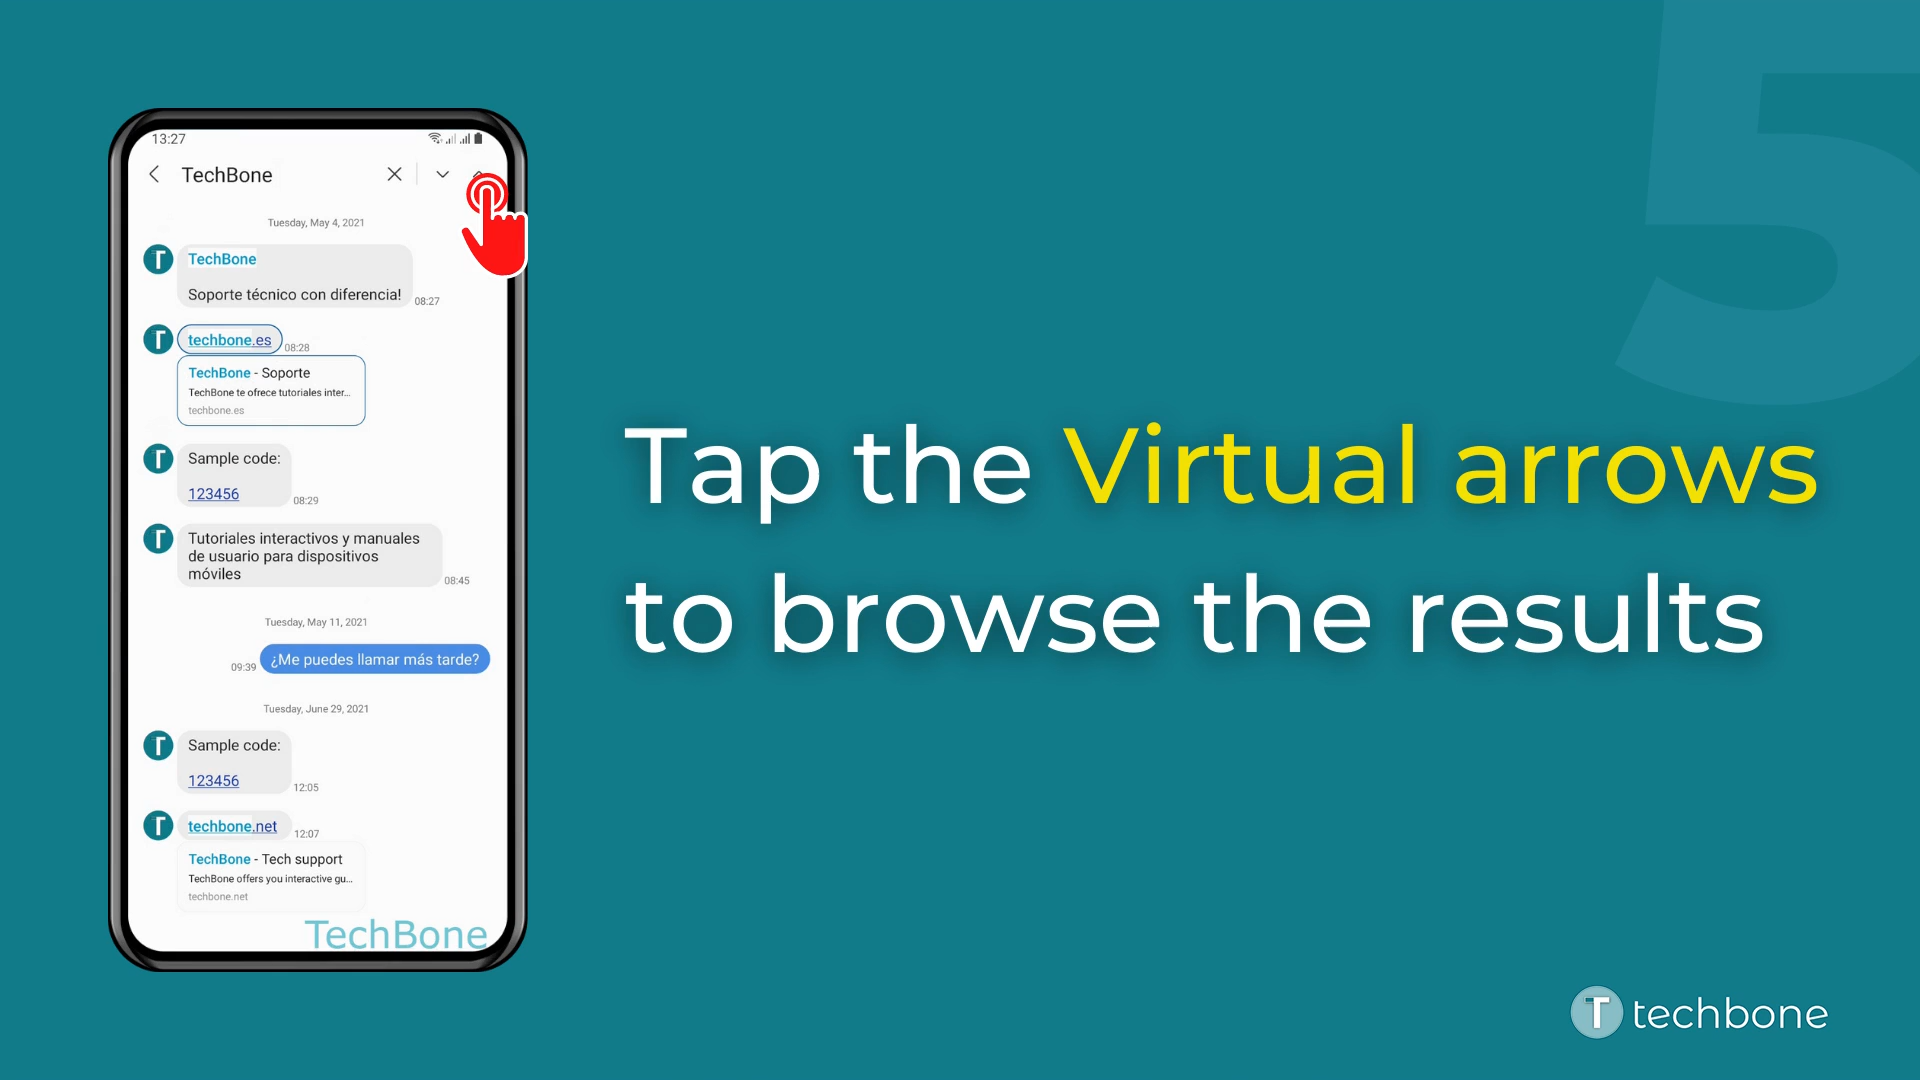 5
13:27
TechBone
Tuesday, May 4, 2021
T
TechBone
Soporte técnico con diferencia!
08:27
T
techbone.es
08:28
TechBone - Soporte
TechBone te ofrece tutoriales inter...
techbone.es
T
Sample code:
123456
08:29
T
Tutoriales interactivos y manuales
de usuario para dispositivos
móviles
08:45
Tuesday, May 11, 2021
09:39
¿Me puedes llamar más tarde?
Tuesday, June 29, 2021
T
Sample code:
123456
12:05
T
techbone.net
12:07
TechBone - Tech support
TechBone offers you interactive gu...
techbone.net
TechBone
Tap the Virtual arrows
to browse the results
T techbone